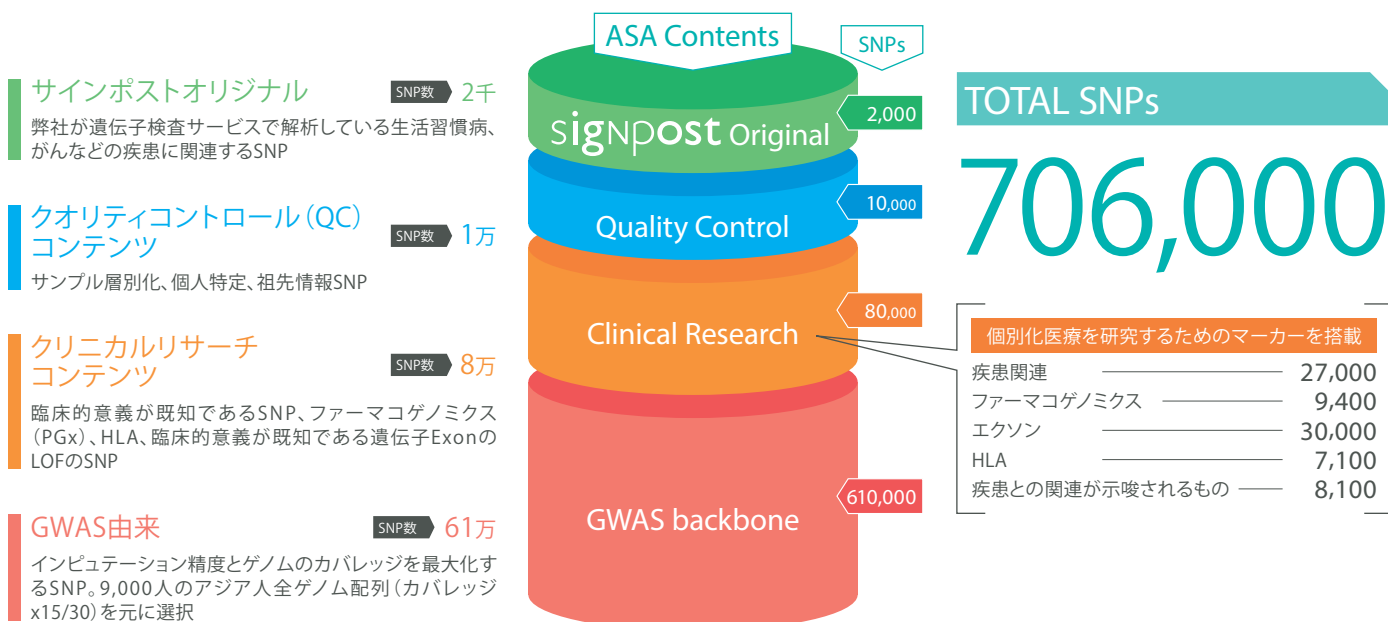 サインポストオリジナル
SNP数 2千
弊社が遺伝子検査サービスで解析している生活習慣病、
がんなどの疾患に関連するSNP
クオリティコントロール（QC）
コンテンツ
SNP数 1万
サンプル層別化、個人特定、祖先情報SNP
クリニカルリサーチ
コンテンツ
SNP数 8万
臨床的意義が既知であるSNP、ファーマコゲノミクス
（PGx）、HLA、臨床的意義が既知である遺伝子Exonの
LOFのSNP
GWAS由来
SNP数 61万
インピュテーション精度とゲノムのカバレッジを最大化す
るSNP。9,000人のアジア人全ゲノム配列（カバレッジ
x15/30）を元に選択
ASA Contents
SNPs
sigNpost Original
2,000
Quality Control
10,000
Clinical Research
80,000
GWAS backbone
610,000
TOTAL SNPs
706,000
個別化医療を研究するためのマーカーを搭載
疾患関連 27,000
ファーマコゲノミクス 9,400
エクソン 30,000
HLA 7,100
疾患との関連が示唆されるもの 8,100